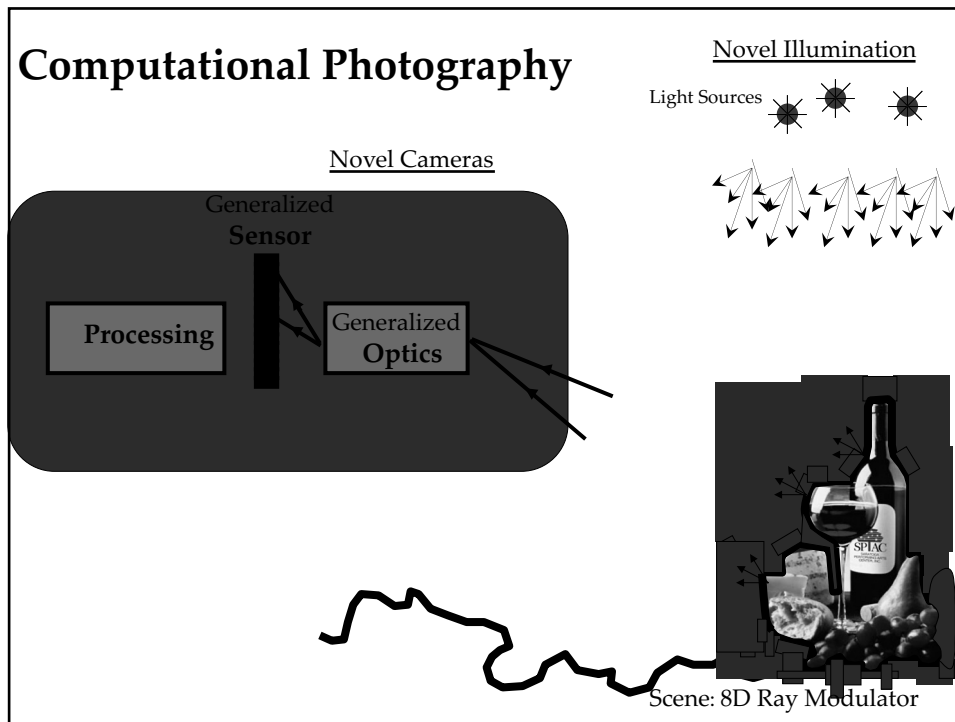 Computational Photography
Novel Illumination
Light Sources
Novel Cameras
Generalized
Sensor
Processing
Generalized
Optics
SPIAC
Scene: 8D Ray Modulator